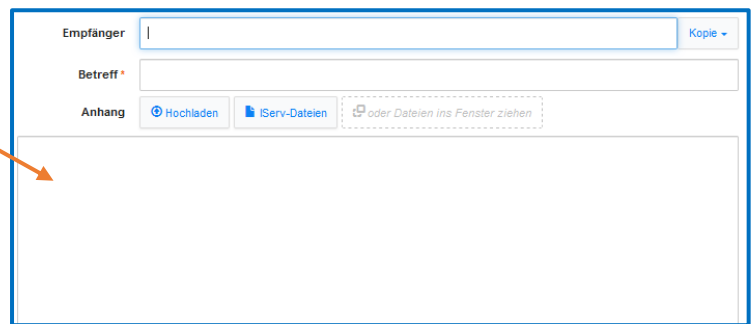 Empfänger Kopie
Betreff *
Anhang Hochladen IServ-Dateien oder Dateien ins Fenster ziehen